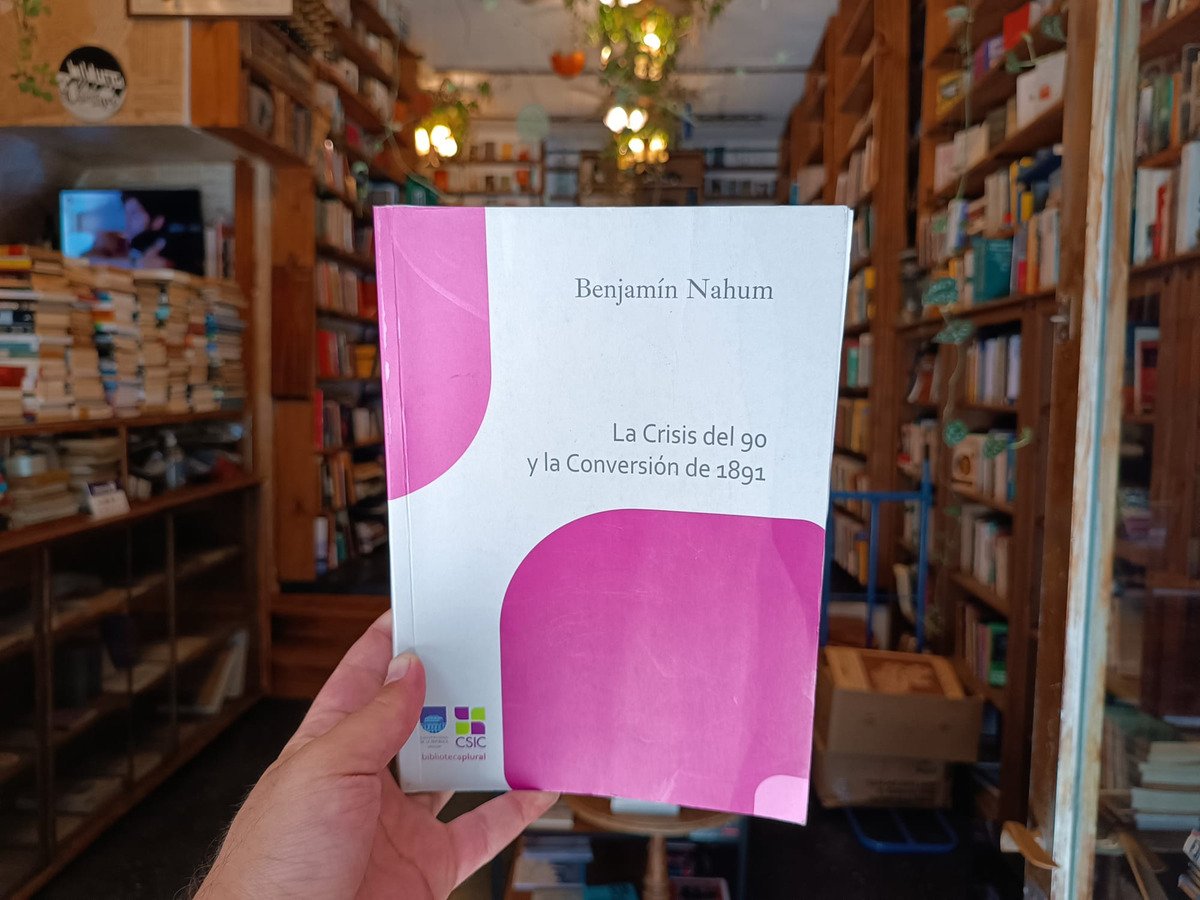 Benjamín Nahum
La Crisis del 90
y la Conversión de 1891
CSIC
bibliotecaplural